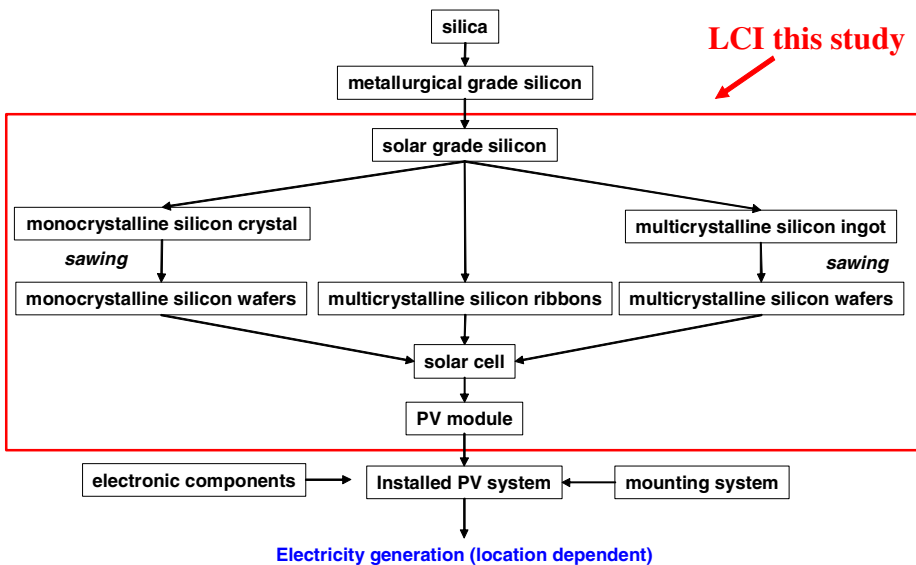 silica
LCI this study
metallurgical grade silicon
solar grade silicon
monocrystalline silicon crystal
multicrystalline silicon ingot
sawing
sawing
monocrystalline silicon wafers
multicrystalline silicon ribbons
multicrystalline silicon wafers
solar cell
PV module
electronic components
Installed PV system
mounting system
Electricity generation (location dependent)